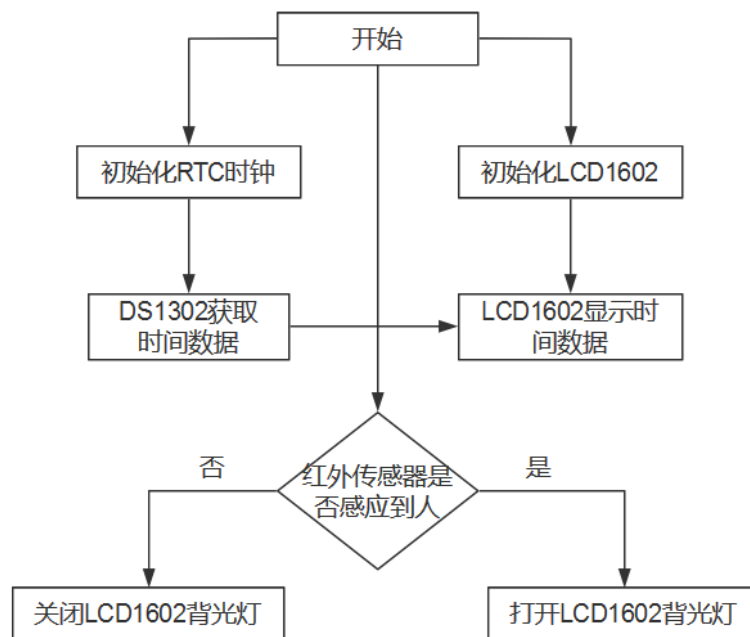 开始
初始化RTC时钟
初始化LCD1602
DS1302获取
时间数据
LCD1602显示时
间数据
红外传感器是
否感应到人
否
是
关闭LCD1602背光灯
打开LCD1602背光灯